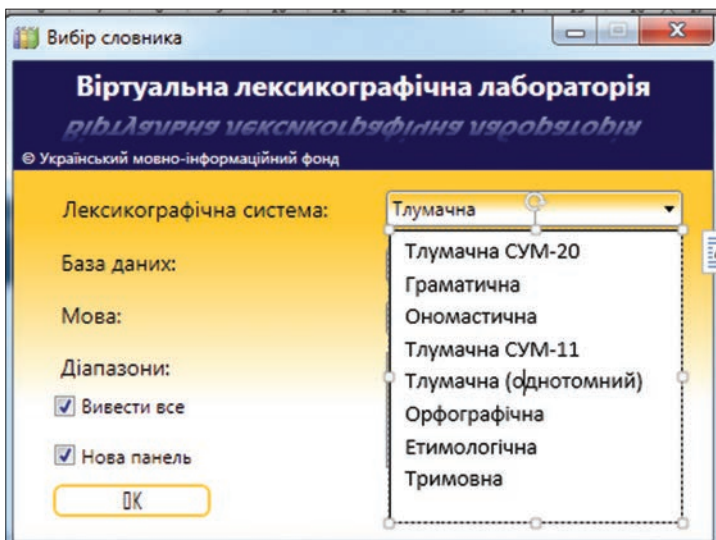 Вибір словника
Віртуальна лексикографічна лабораторія
© Український мовно-інформаційний фонд
Лексикографічна система:
Тлумачна
База даних:
Мова:
Діапазони:
Вивести все
Нова панель
OK
Тлумачна СУМ-20
Граматична
Ономастична
Тлумачна СУМ-11
Тлумачна (однотомний)
Орфографічна
Етимологічна
Тримовна